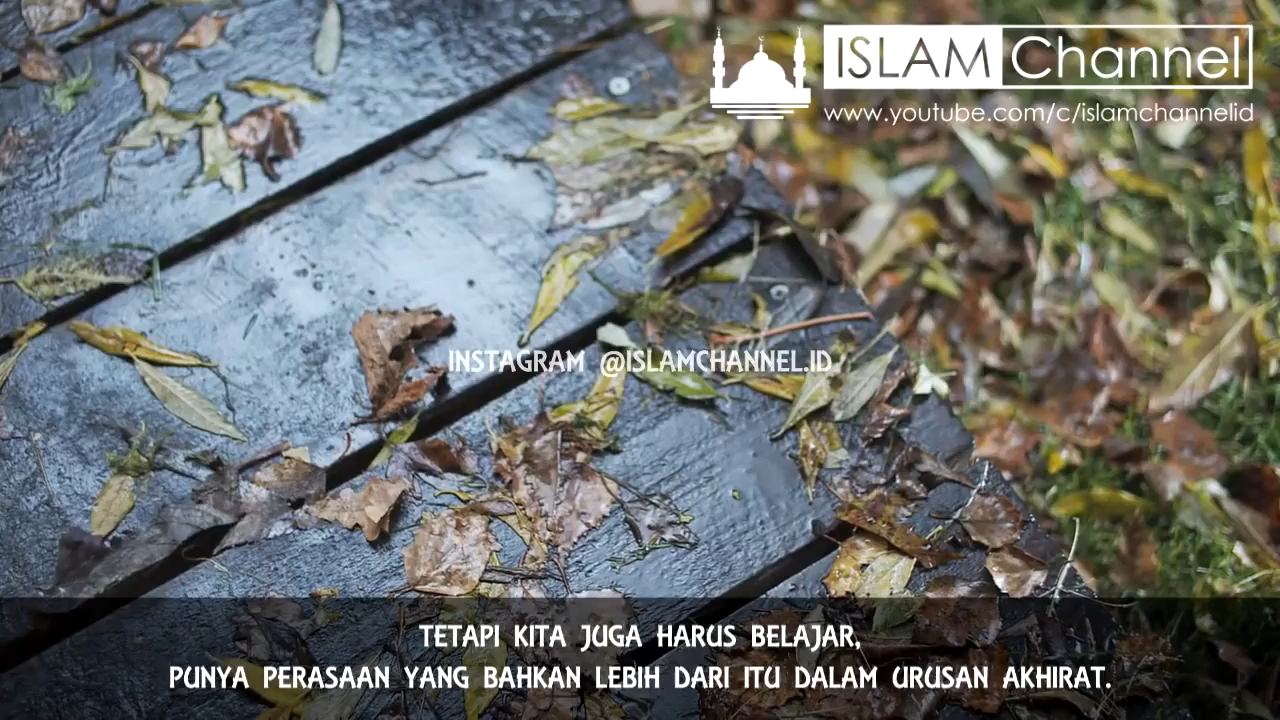 ISLAM Channel
www.youtube.com/c/islamchannelid
INSTAGRAM @ISLAMCHANNEL.ID
TETAPI KITA JUGA HARUS BELAJAR,
PUNYA PERASAAN YANG BAHKAN LEBIH DARI ITU DALAM URUSAN AKHIRAT.